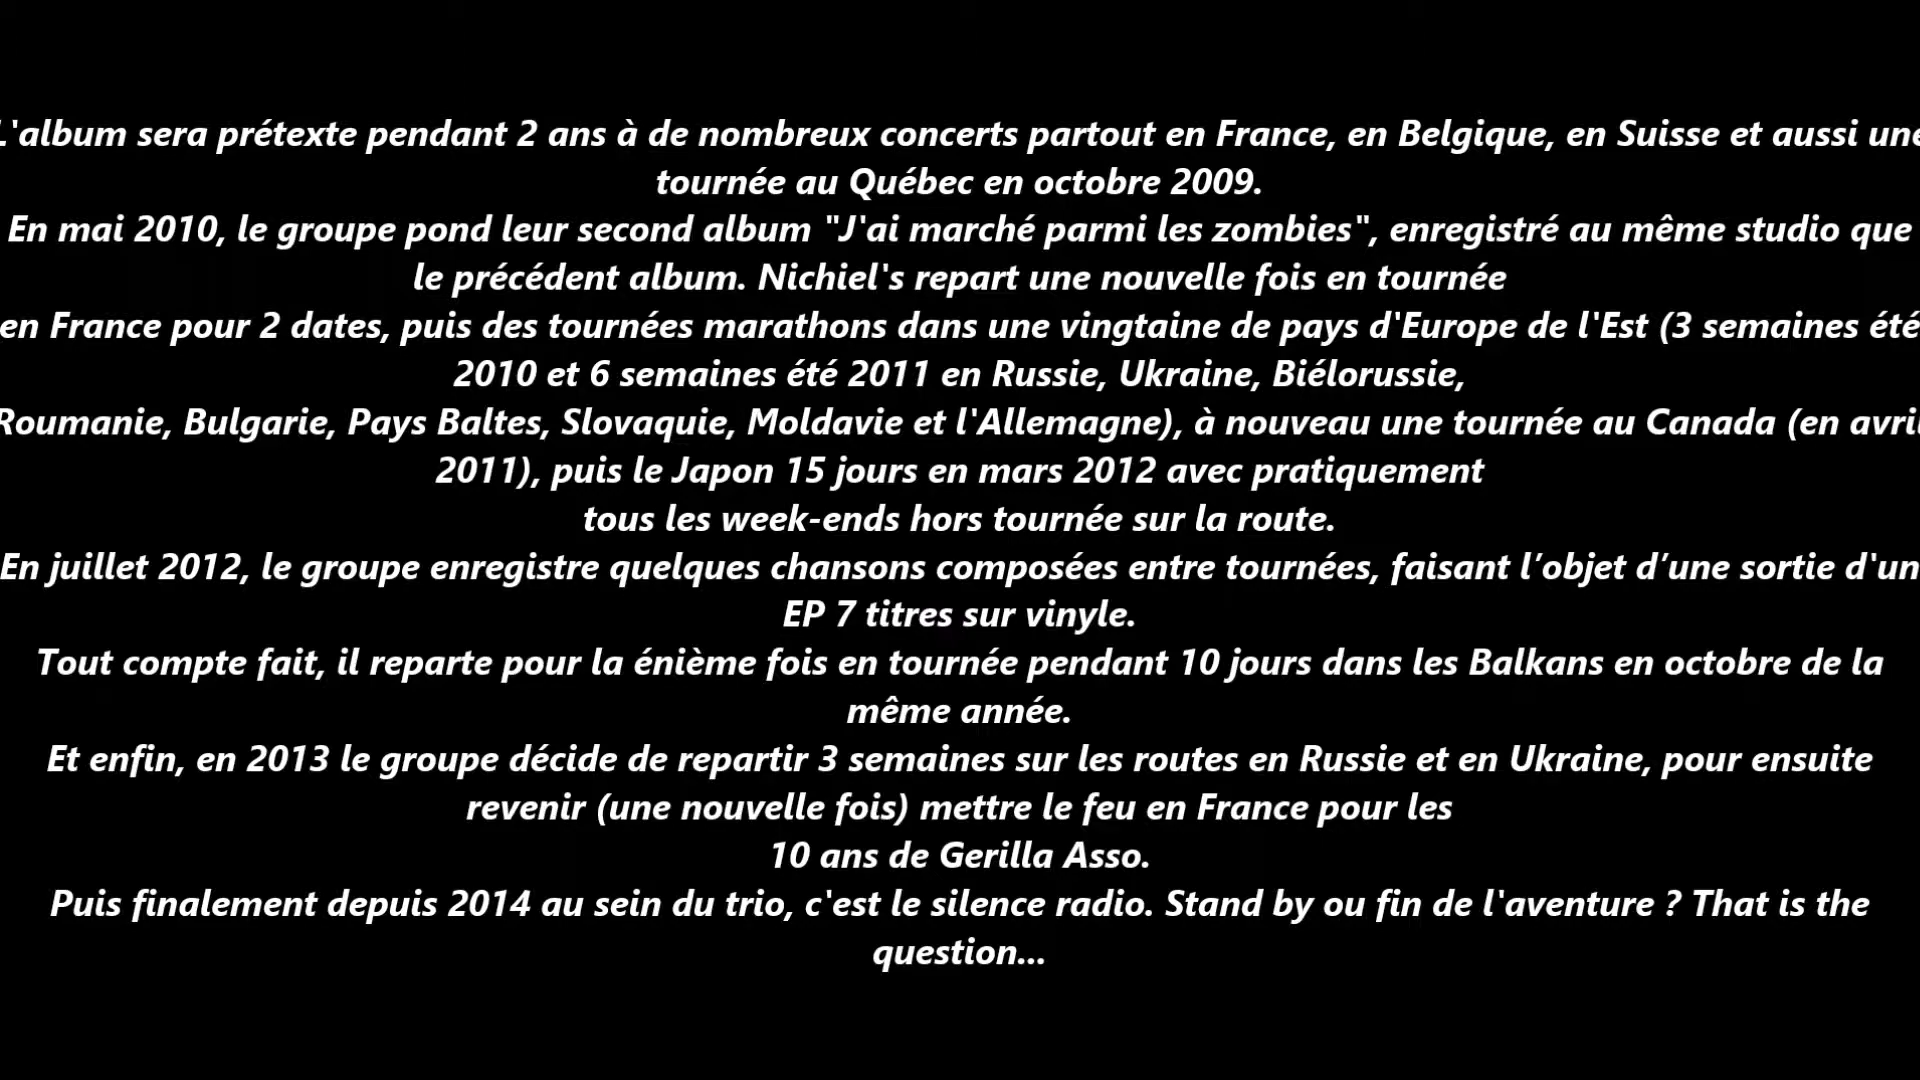 L'album sera prétexte pendant 2 ans à de nombreux concerts partout en France, en Belgique, en Suisse et aussi une
tournée au Québec en octobre 2009.
En mai 2010, le groupe pond leur second album "J'ai marché parmi les zombies", enregistré au même studio que
le précédent album. Nichiel's repart une nouvelle fois en tournée
en France pour 2 dates, puis des tournées marathons dans une vingtaine de pays d'Europe de l'Est (3 semaines été
2010 et 6 semaines été 2011 en Russie, Ukraine, Biélorussie,
Roumanie, Bulgarie, Pays Baltes, Slovaquie, Moldavie et l'Allemagne), à nouveau une tournée au Canada (en avril
2011), puis le Japon 15 jours en mars 2012 avec pratiquement
tous les week-ends hors tournée sur la route.
En juillet 2012, le groupe enregistre quelques chansons composées entre tournées, faisant l’objet d’une sortie d'un
EP 7 titres sur vinyle.
Tout compte fait, il reparte pour la énième fois en tournée pendant 10 jours dans les Balkans en octobre de la
même année.
Et enfin, en 2013 le groupe décide de repartir 3 semaines sur les routes en Russie et en Ukraine, pour ensuite
revenir (une nouvelle fois) mettre le feu en France pour les
10 ans de Gerilla Asso.
Puis finalement depuis 2014 au sein du trio, c'est le silence radio. Stand by ou fin de l'aventure ? That is the
question...